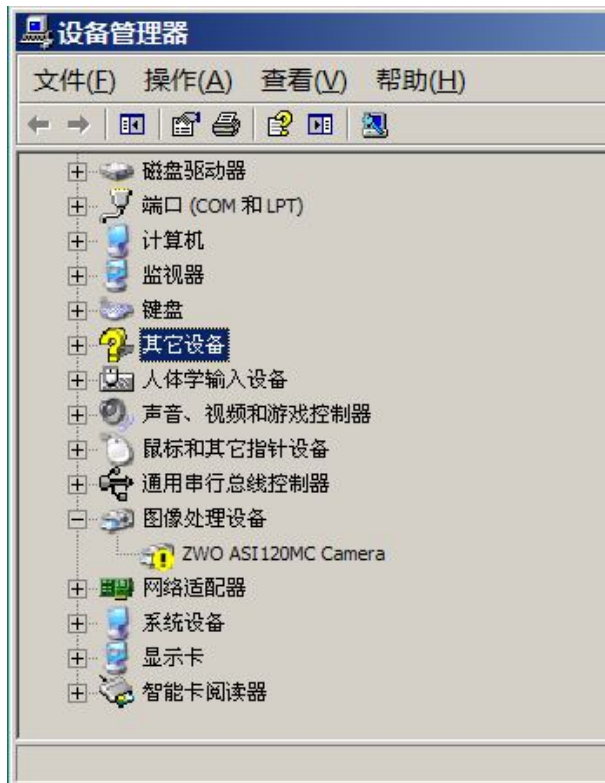 设备管理器
文件(F) 操作(A) 查看(V) 帮助(H)
磁盘驱动器
端口 (COM 和 LPT)
计算机
监视器
键盘
其它设备
人体学输入设备
声音、视频和游戏控制器
鼠标和其它指针设备
通用串行总线控制器
图像处理设备
ZWO ASI120MC Camera
网络适配器
系统设备
显示卡
智能卡阅读器